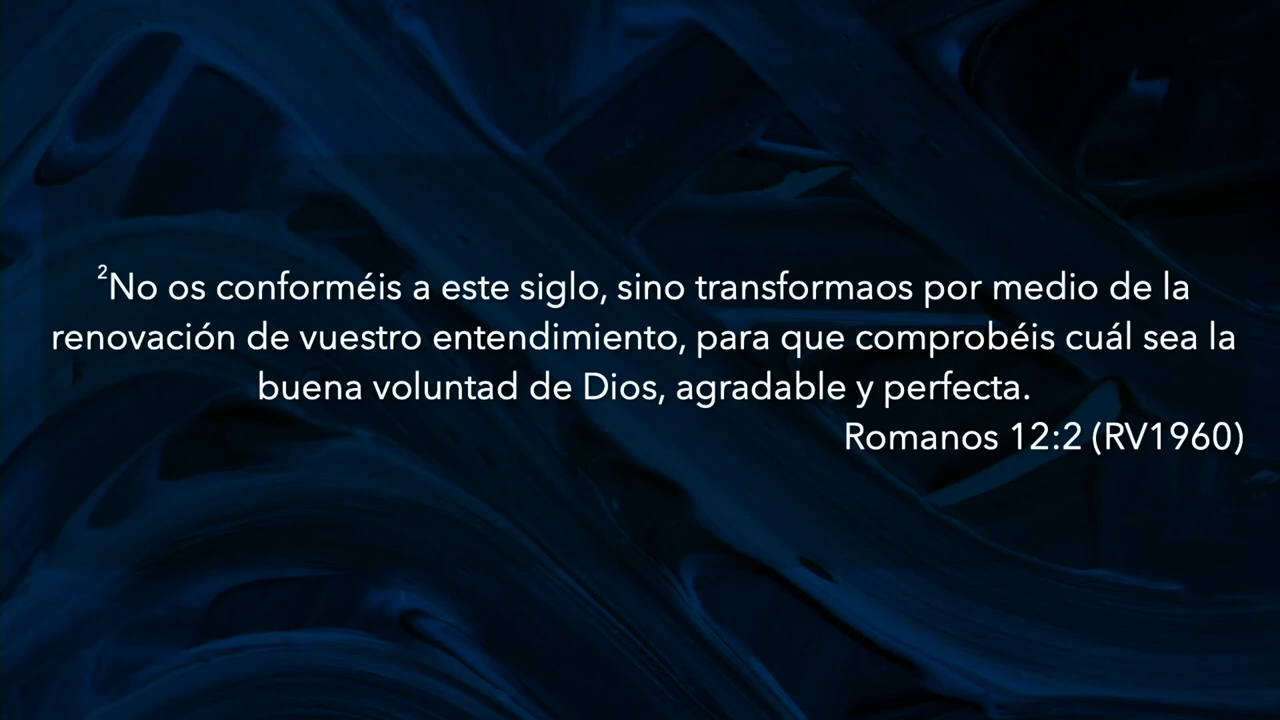 ²No os conforméis a este siglo, sino transformaos por medio de la
renovación de vuestro entendimiento, para que comprobéis cuál sea la
buena voluntad de Dios, agradable y perfecta.
Romanos 12:2 (RV1960)